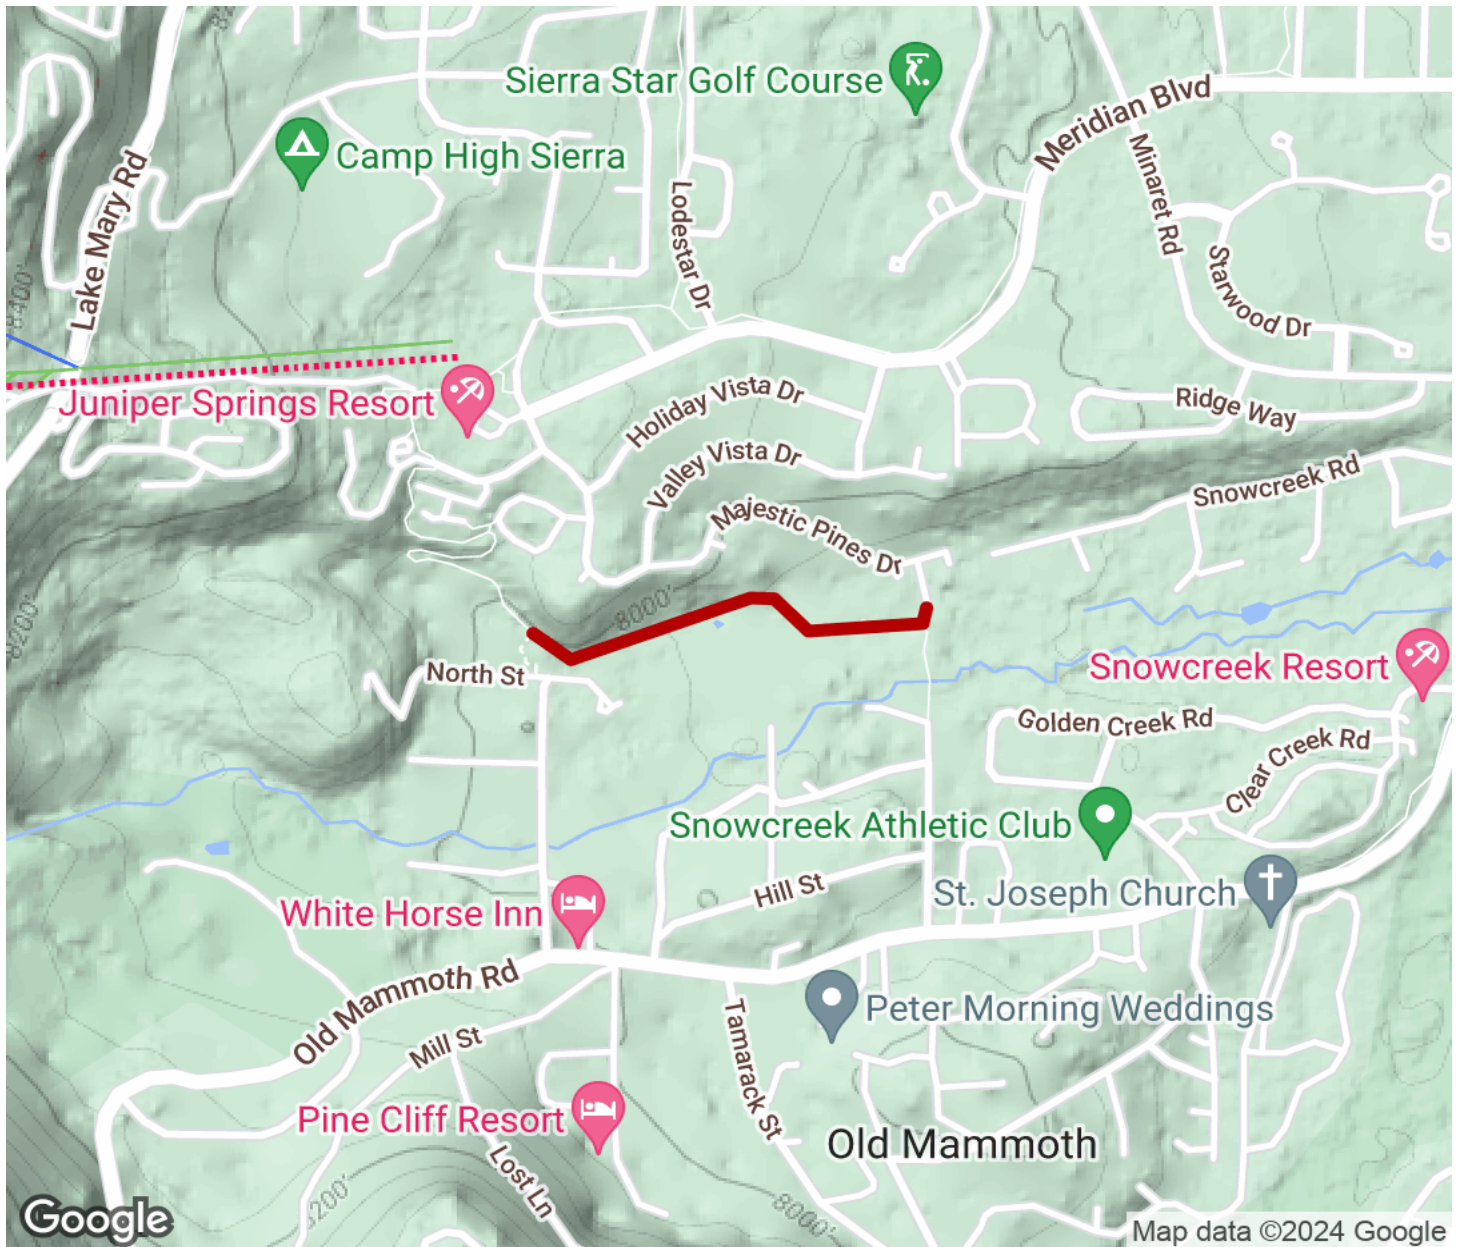 Sierra Star Golf Course
Meridian Blvd
Camp High Sierra
Minaret Rd
Lake Mary Rd
Lodestar Dr
Starwood Dr
8400'
Juniper Springs Resort
Holiday Vista Dr
Ridge Way
Valley Vista Dr
Snowcreek Rd
Majestic Pines Dr
8000'
8200'
North St
Snowcreek Resort
Golden Creek Rd
Clear Creek Rd
Snowcreek Athletic Club
Hill St
St. Joseph Church
White Horse Inn
Old Mammoth Rd
Peter Morning Weddings
Mill St
Tamarack St
Pine Cliff Resort
Old Mammoth
Lost Ln
8200'
8000'
Google
Map data ©2024 Google